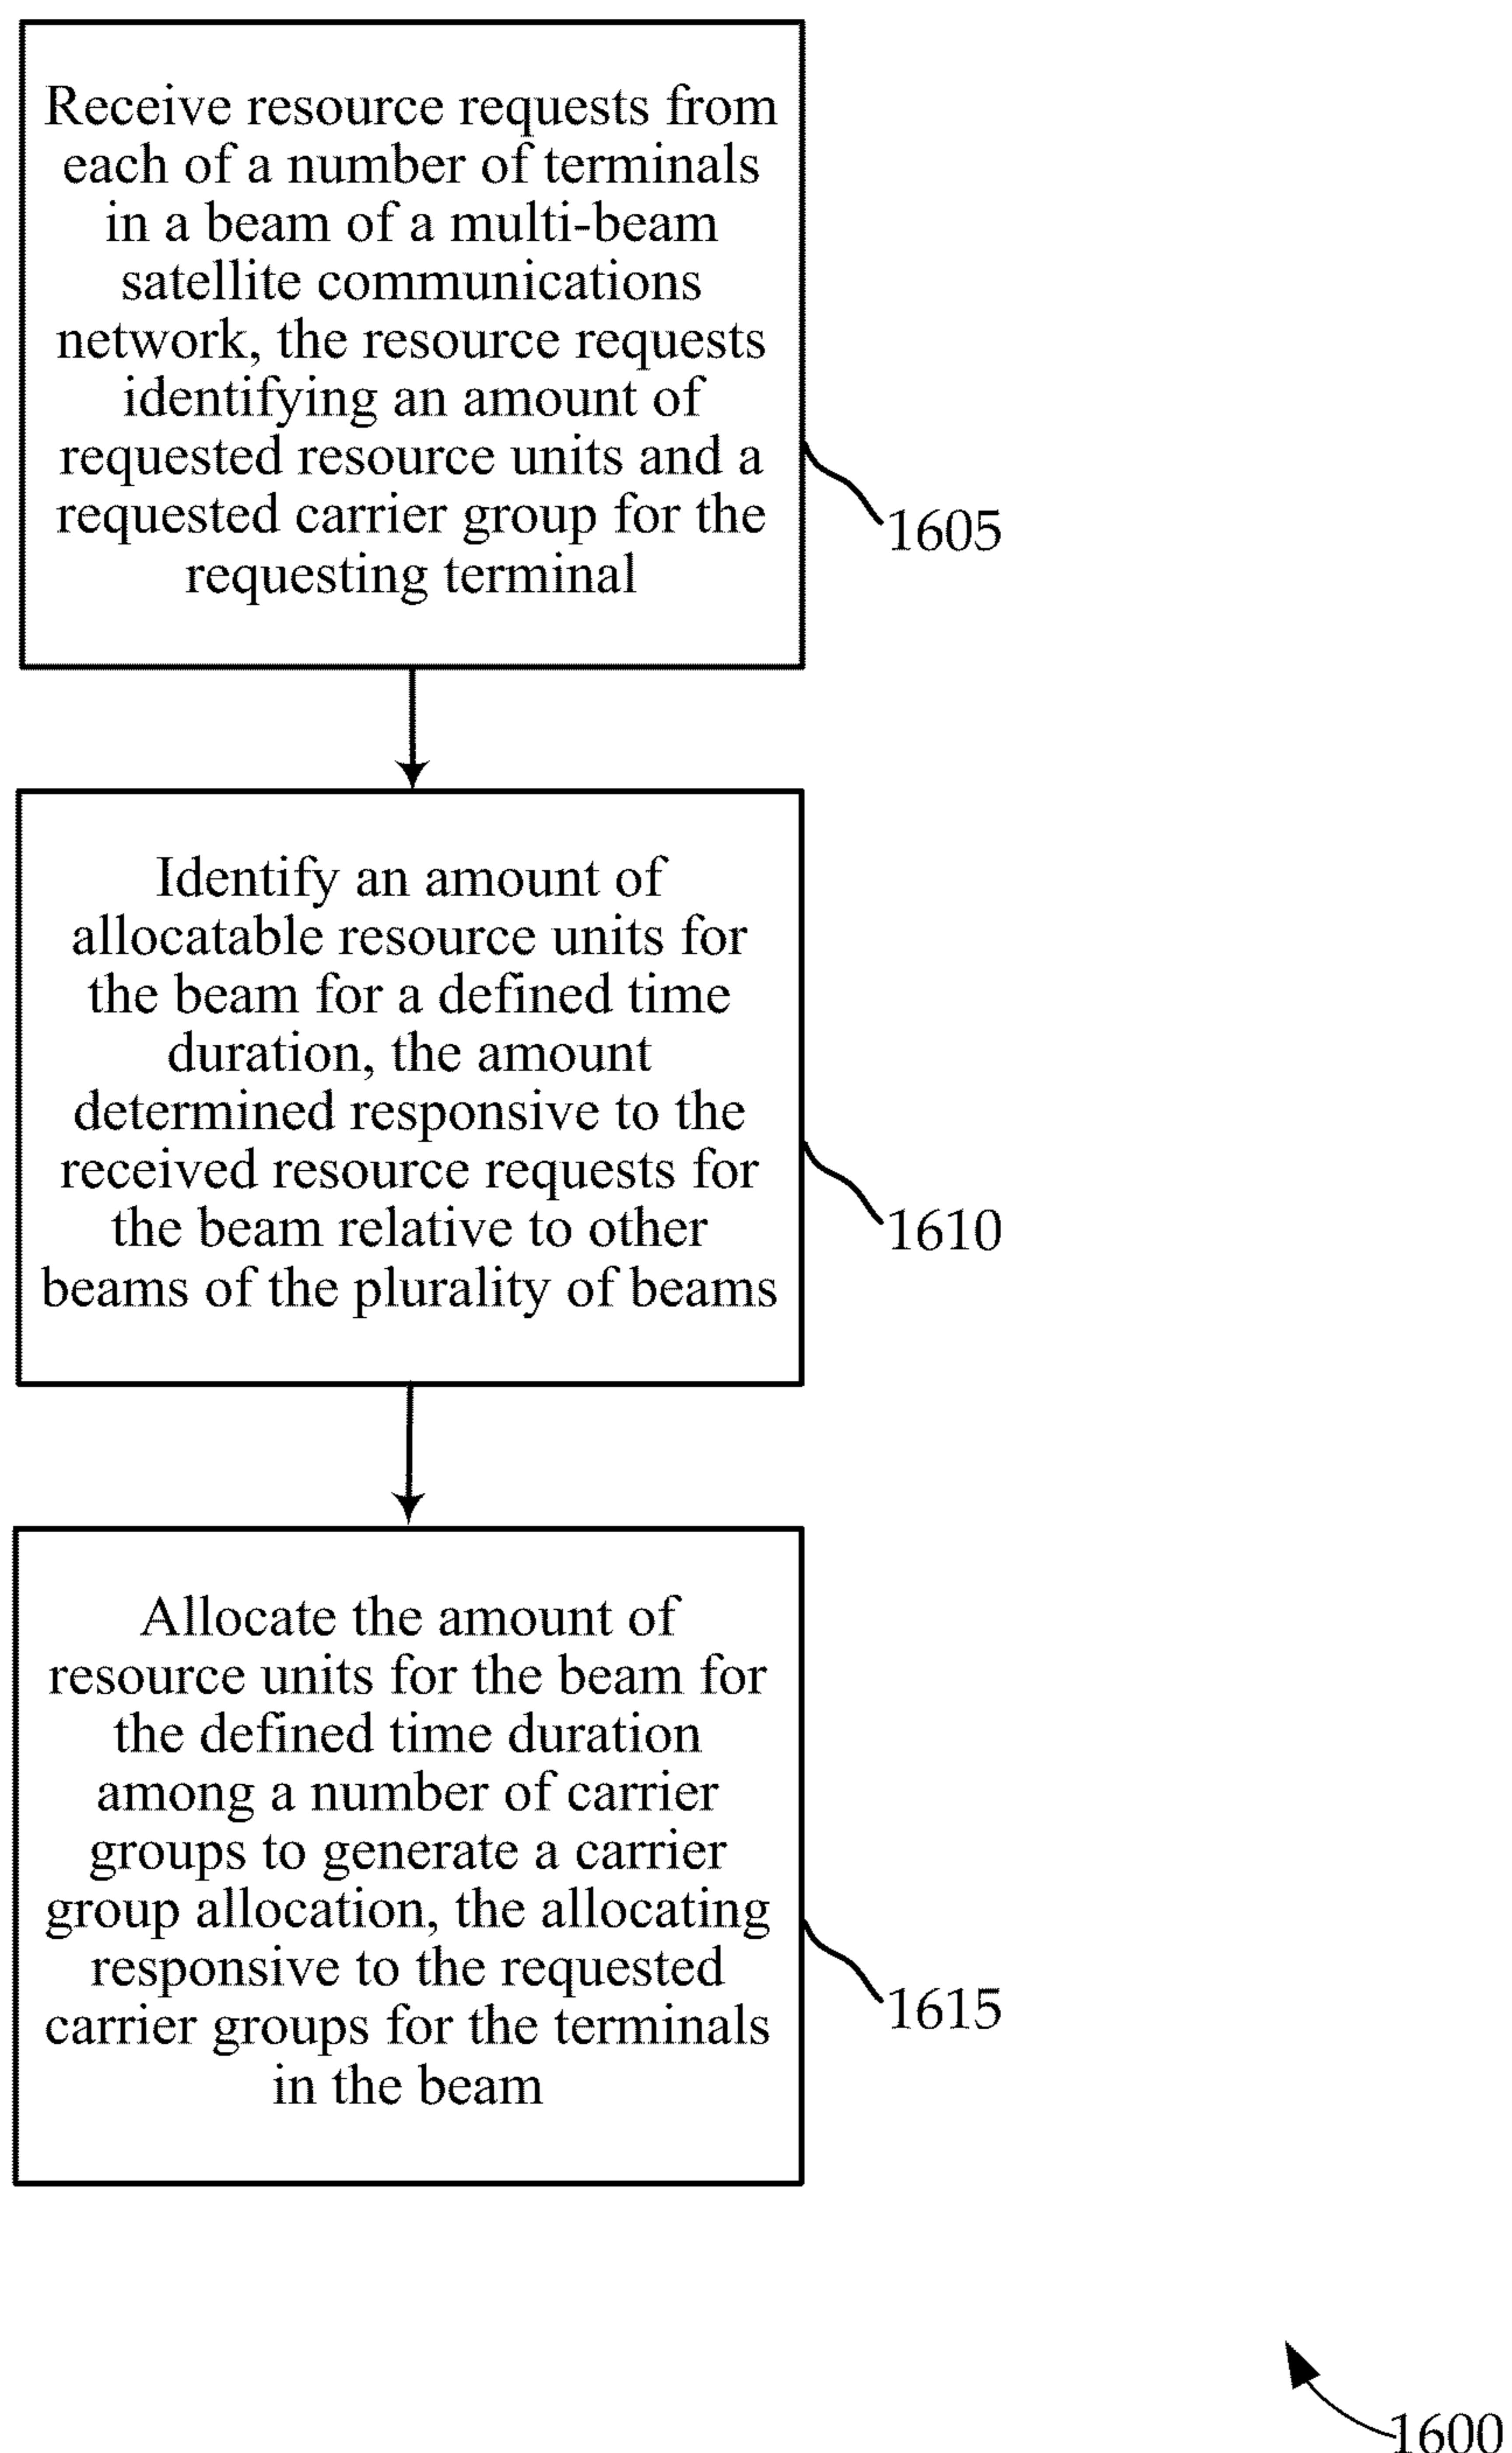 Receive resource requests from
each of a number of terminals
in a beam of a multi-beam
satellite communications
network, the resource requests
identifying an amount of
requested resource units and a
requested carrier group for the
requesting terminal
1605
Identify an amount of
allocatable resource units for
the beam for a defined time
duration, the amount
determined responsive to the
received resource requests for
the beam relative to other
beams of the plurality of beams
1610
Allocate the amount of
resource units for the beam for
the defined time duration
among a number of carrier
groups to generate a carrier
group allocation, the allocating
responsive to the requested
carrier groups for the terminals
in the beam
1615
1600